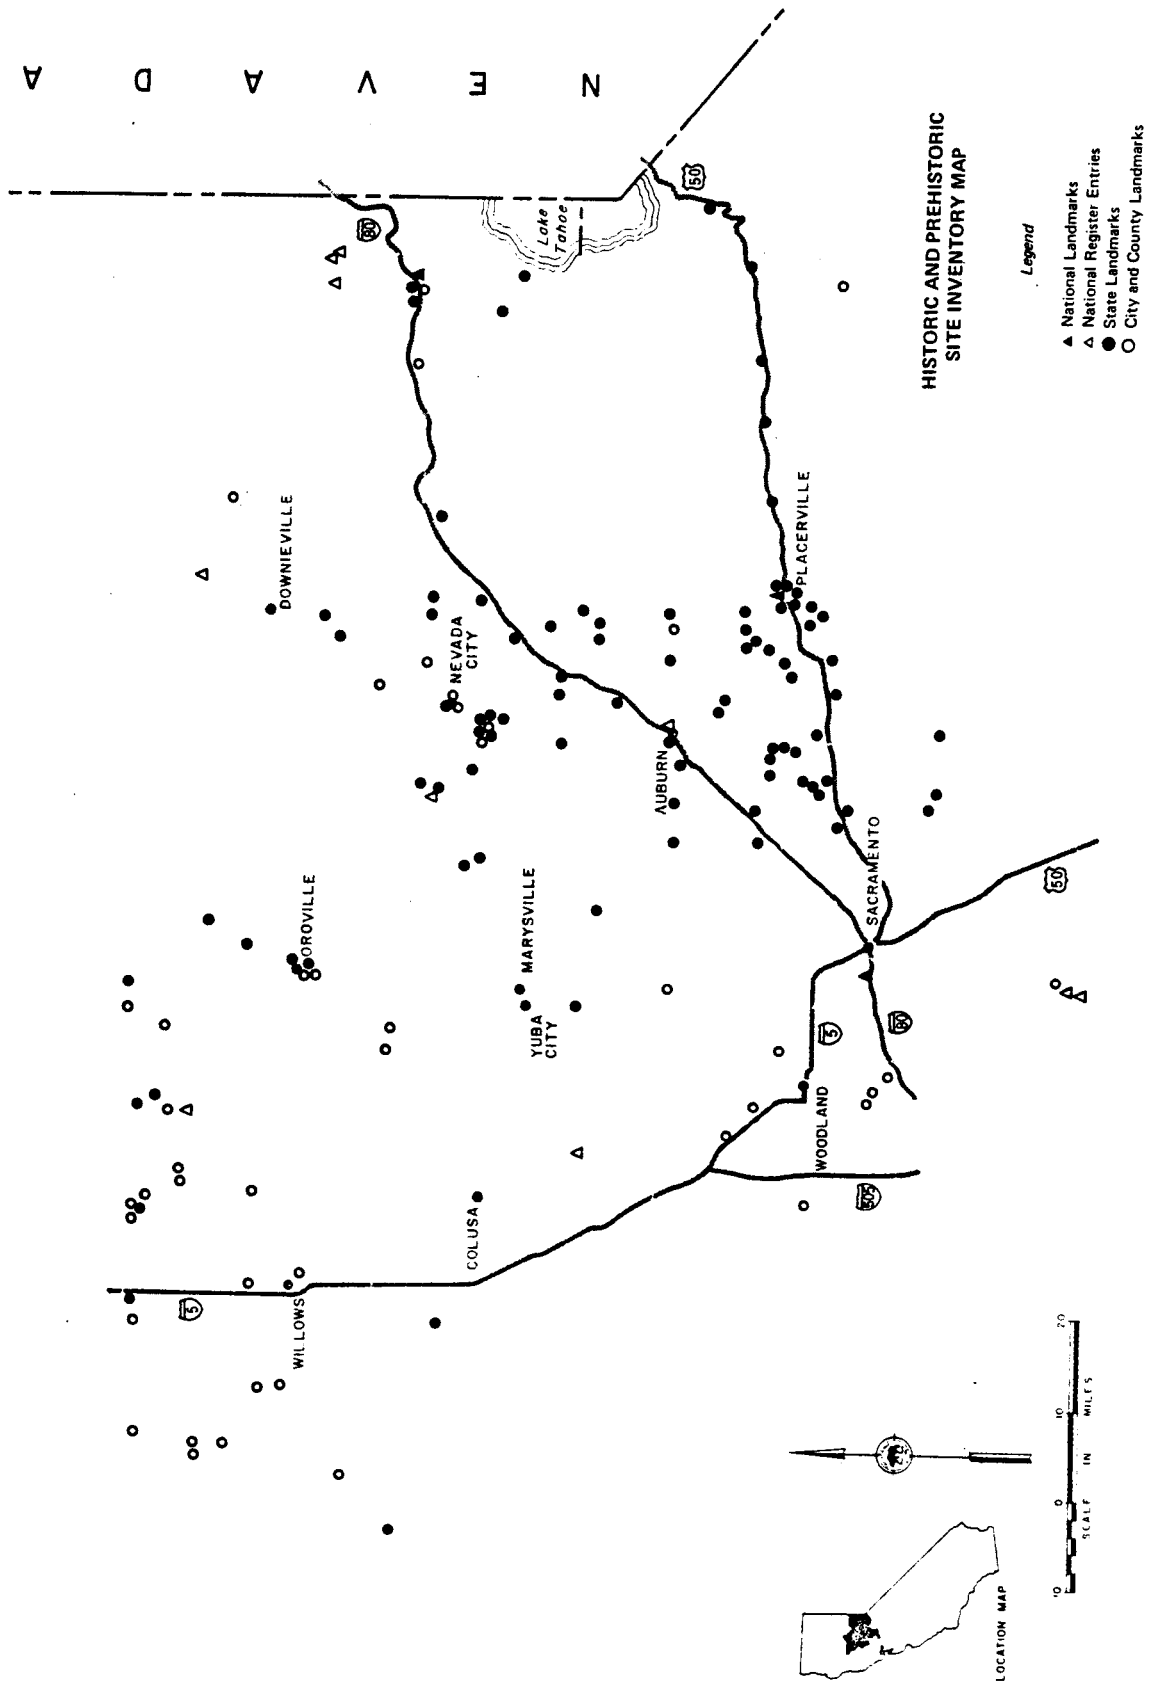 N E V A D A
80
Lake
Tahoe
50
DOWNIEVILLE
NEVADA
CITY
PLACERVILLE
AUBURN
OROVILLE
MARYSVILLE
YUBA
CITY
SACRAMENTO
50
5
80
WOODLAND
505
COLUSA
5
WILLOWS
HISTORIC AND PREHISTORIC
SITE INVENTORY MAP
Legend
▲ National Landmarks
△ National Register Entries
● State Landmarks
○ City and County Landmarks
10 0 10 20
SCALE IN MILES
LOCATION MAP